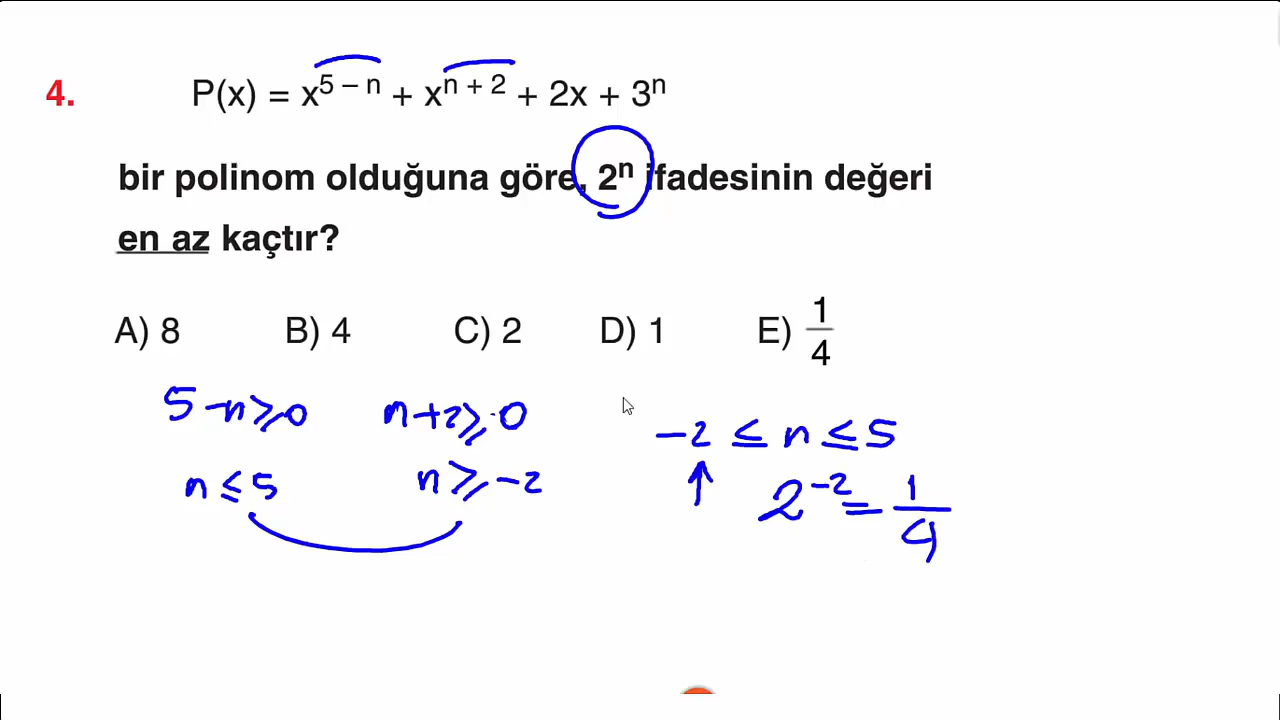 4. P(x) = x^{5 – n} + x^{n + 2} + 2x + 3^n
bir polinom olduğuna göre, 2^n ifadesinin değeri
en az kaçtır?
A) 8 B) 4 C) 2 D) 1 E) 1/4
5-n≥0 n+2≥0 -2 ≤ n ≤ 5
n ≤ 5 n ≥ -2 2^{-2} = 1/4